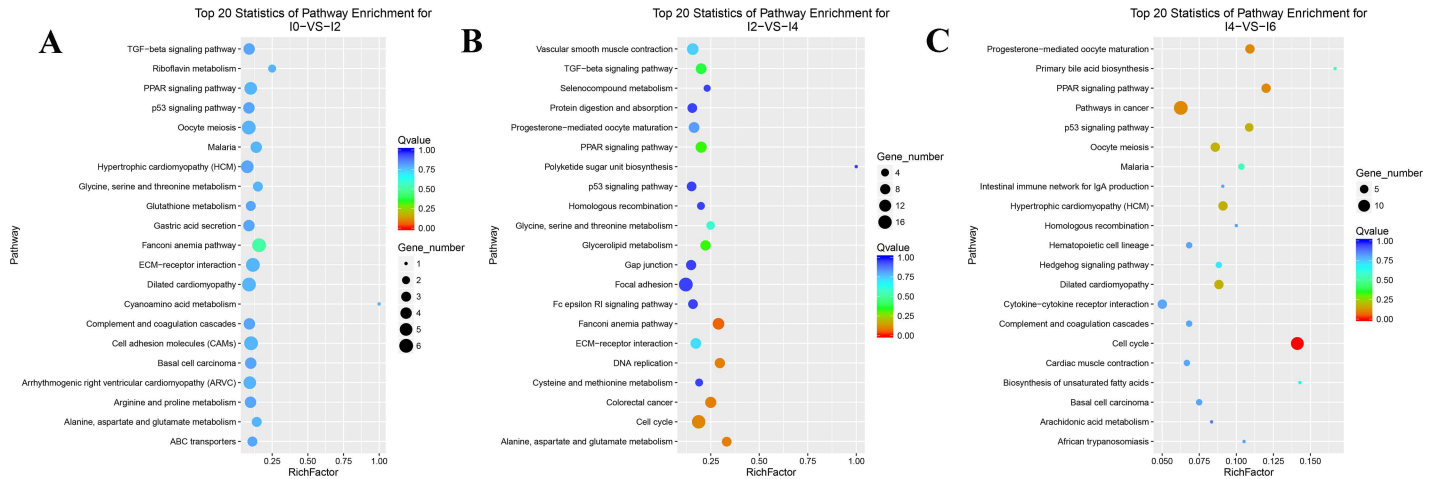 A
Top 20 Statistics of Pathway Enrichment for
I0−VS−I2
Pathway
TGF−beta signaling pathway
Riboflavin metabolism
PPAR signaling pathway
p53 signaling pathway
Oocyte meiosis
Malaria
Hypertrophic cardiomyopathy (HCM)
Glycine, serine and threonine metabolism
Glutathione metabolism
Gastric acid secretion
Fanconi anemia pathway
ECM−receptor interaction
Dilated cardiomyopathy
Cyanoamino acid metabolism
Complement and coagulation cascades
Cell adhesion molecules (CAMs)
Basal cell carcinoma
Arrhythmogenic right ventricular cardiomyopathy (ARVC)
Arginine and proline metabolism
Alanine, aspartate and glutamate metabolism
ABC transporters
0.25 0.50 0.75 1.00
RichFactor
Qvalue
1.00
0.75
0.50
0.25
0.00
Gene_number
1
2
3
4
5
6
B
Top 20 Statistics of Pathway Enrichment for
I2−VS−I4
Pathway
Vascular smooth muscle contraction
TGF−beta signaling pathway
Selenocompound metabolism
Protein digestion and absorption
Progesterone−mediated oocyte maturation
PPAR signaling pathway
Polyketide sugar unit biosynthesis
p53 signaling pathway
Homologous recombination
Glycine, serine and threonine metabolism
Glycerolipid metabolism
Gap junction
Focal adhesion
Fc epsilon RI signaling pathway
Fanconi anemia pathway
ECM−receptor interaction
DNA replication
Cysteine and methionine metabolism
Colorectal cancer
Cell cycle
Alanine, aspartate and glutamate metabolism
0.25 0.50 0.75 1.00
RichFactor
Gene_number
4
8
12
16
Qvalue
1.00
0.75
0.50
0.25
0.00
C
Top 20 Statistics of Pathway Enrichment for
I4−VS−I6
Pathway
Progesterone−mediated oocyte maturation
Primary bile acid biosynthesis
PPAR signaling pathway
Pathways in cancer
p53 signaling pathway
Oocyte meiosis
Malaria
Intestinal immune network for IgA production
Hypertrophic cardiomyopathy (HCM)
Homologous recombination
Hematopoietic cell lineage
Hedgehog signaling pathway
Dilated cardiomyopathy
Cytokine−cytokine receptor interaction
Complement and coagulation cascades
Cell cycle
Cardiac muscle contraction
Biosynthesis of unsaturated fatty acids
Basal cell carcinoma
Arachidonic acid metabolism
African trypanosomiasis
0.050 0.075 0.100 0.125 0.150
RichFactor
Gene_number
5
10
Qvalue
1.00
0.75
0.50
0.25
0.00